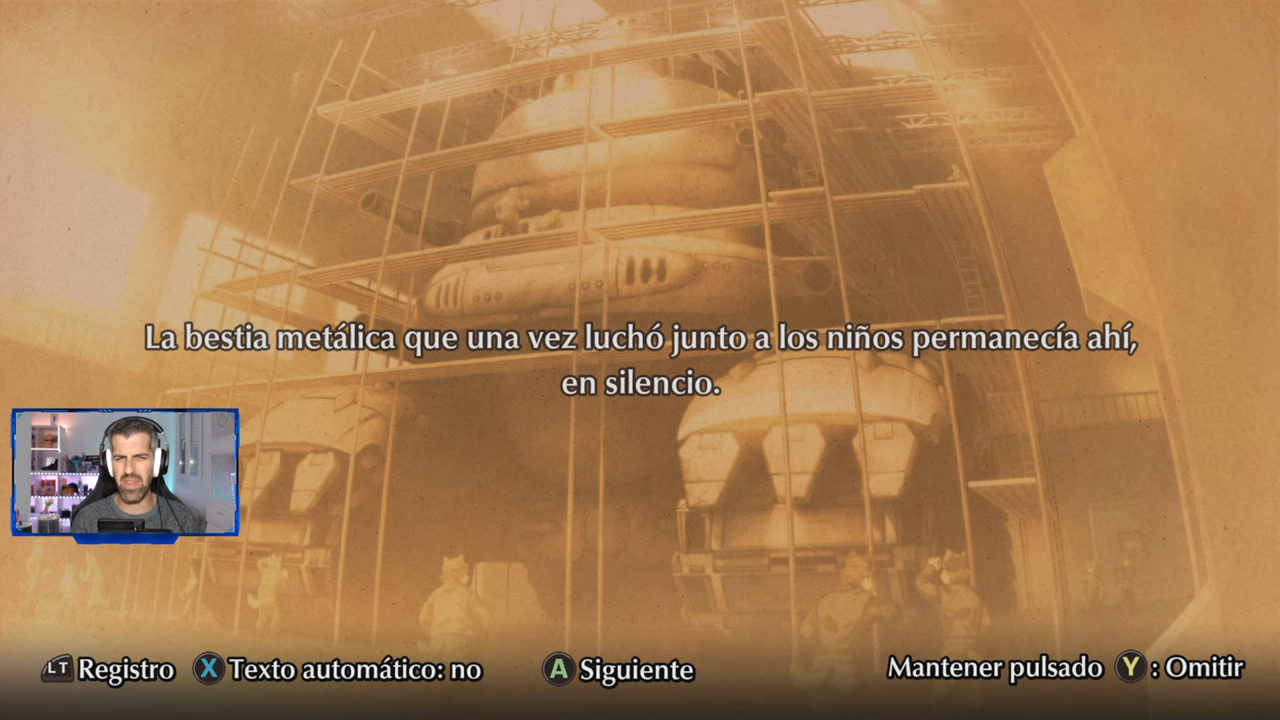 La bestia metálica que una vez luchó junto a los niños permanecía ahí,
en silencio.
LT Registro X Texto automático: no A Siguiente Mantener pulsado Y : Omitir